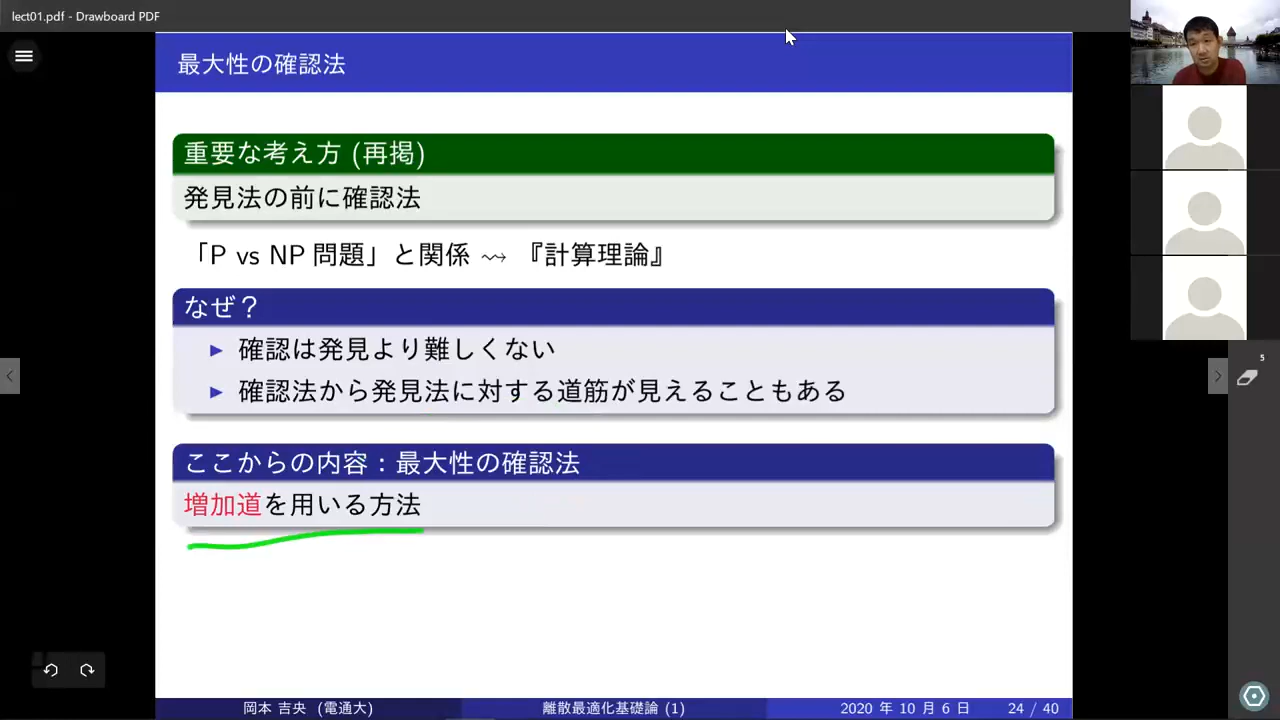 lect01.pdf - Drawboard PDF
最大性の確認法
重要な考え方 (再掲)
発見法の前に確認法
「P vs NP 問題」と関係 ⇝ 『計算理論』
なぜ？
▶ 確認は発見より難しくない
▶ 確認法から発見法に対する道筋が見えることもある
ここからの内容：最大性の確認法
増加道を用いる方法
5
岡本 吉央 (電通大)
離散最適化基礎論 (1)
2020 年 10 月 6 日
24 / 40